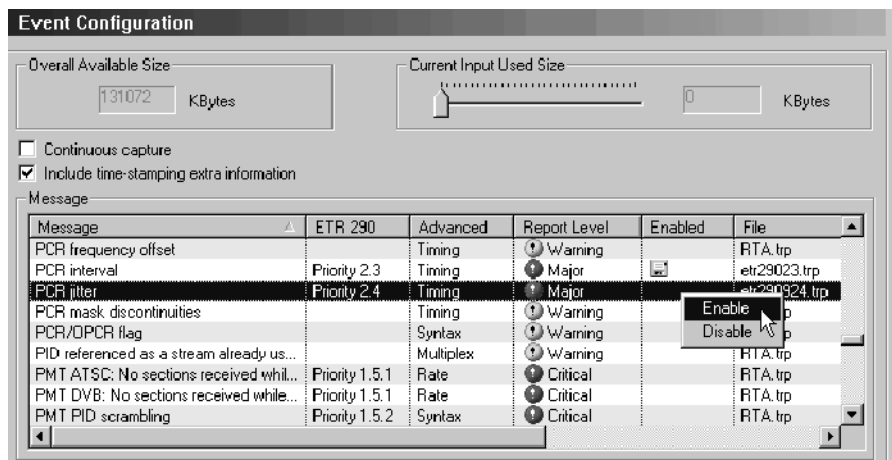 Event Configuration
Overall Available Size
131072 KBytes
Current Input Used Size
0 KBytes
Continuous capture
Include time-stamping extra information
Message
Message ETR 290 Advanced Report Level Enabled File
PCR frequency offset Timing Warning RTA.trp
PCR interval Priority 2.3 Timing Major etr29023.trp
PCR jitter Priority 2.4 Timing Major
PCR mask discontinuities Timing Warning
Enable
PCR/OPCR flag Syntax Warning
Disable
PID referenced as a stream already us... Multiplex Warning RTA.trp
PMT ATSC: No sections received whil... Priority 1.5.1 Rate Critical RTA.trp
PMT DVB: No sections received while... Priority 1.5.1 Rate Critical RTA.trp
PMT PID scrambling Priority 1.5.2 Syntax Critical RTA.trp